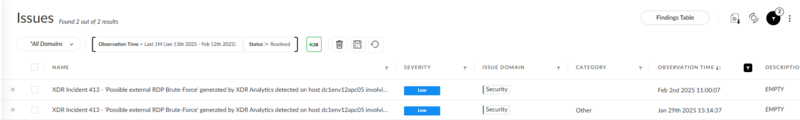 Issues Found 2 out of 2 results
Findings Table
2
*All Domains
Observation Time = Last 1M (Jan 13th 2025 - Feb 12th 2025) Status != Resolved
NAME SEVERITY ISSUE DOMAIN CATEGORY OBSERVATION TIME DESCRIPTION
XDR Incident 413 - 'Possible external RDP Brute-Force' generated by XDR Analytics detected on host dc1env12apc05 involvi... Low Security Feb 2nd 2025 11:00:07 EMPTY
XDR Incident 413 - 'Possible external RDP Brute-Force' generated by XDR Analytics detected on host dc1env12apc05 involvi... Low Security Other Jan 29th 2025 15:14:37 EMPTY